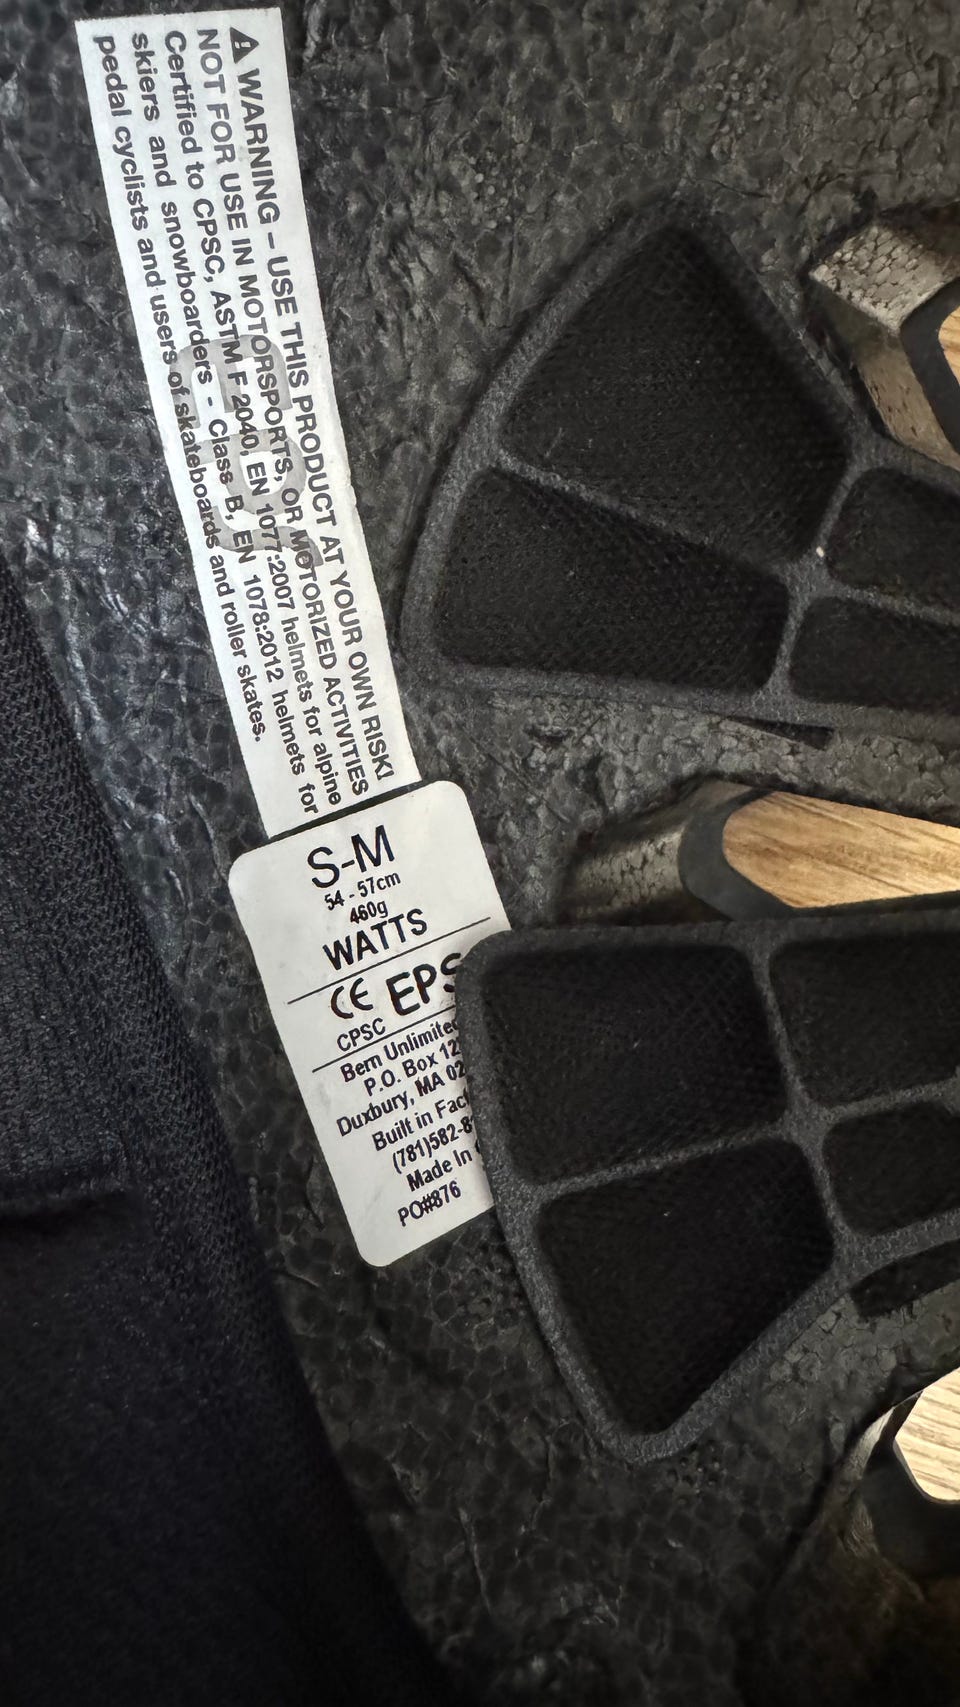 ⚠ WARNING – USE THIS PRODUCT AT YOUR OWN RISK!
NOT FOR USE IN MOTORSPORTS, OR MOTORIZED ACTIVITIES
Certified to CPSC, ASTM F 2040, EN 1077:2007 helmets for alpine
skiers and snowboarders - Class B, EN 1078:2012 helmets for
pedal cyclists and users of skateboards and roller skates.
S-M
54 - 57cm
460g
WATTS
CE EPS
CPSC
Bern Unlimited
P.O. Box
Duxbury, MA
Built in
(781)582-
Made In
PO#876